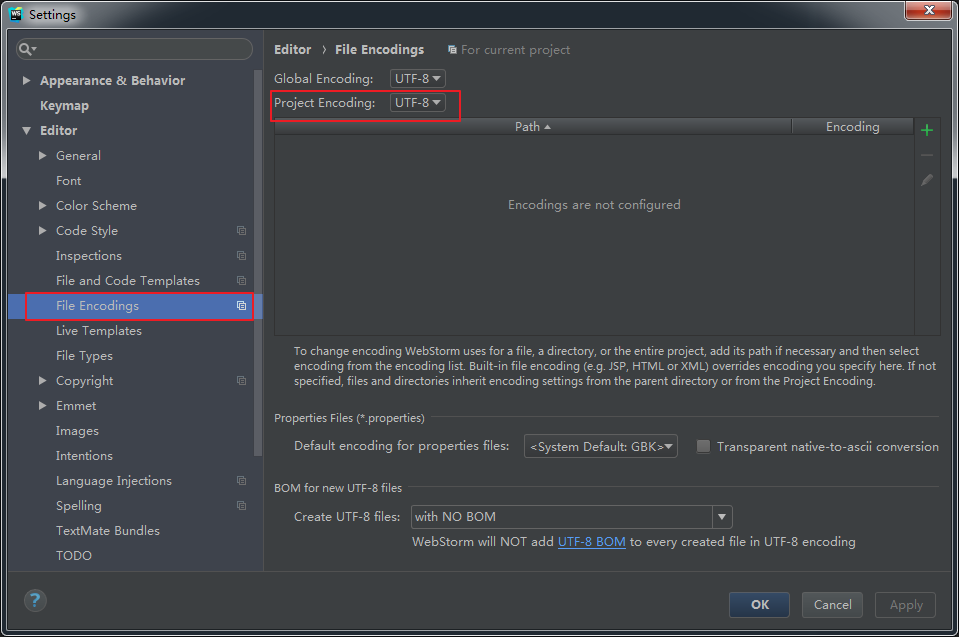 WS Settings
Editor › File Encodings For current project
Appearance & Behavior
Keymap
Editor
General
Font
Color Scheme
Code Style
Inspections
File and Code Templates
File Encodings
Live Templates
File Types
Copyright
Emmet
Images
Intentions
Language Injections
Spelling
TextMate Bundles
TODO
Global Encoding: UTF-8
Project Encoding: UTF-8
Path Encoding
Encodings are not configured
To change encoding WebStorm uses for a file, a directory, or the entire project, add its path if necessary and then select
encoding from the encoding list. Built-in file encoding (e.g. JSP, HTML or XML) overrides encoding you specify here. If not
specified, files and directories inherit encoding settings from the parent directory or from the Project Encoding.
Properties Files (*.properties)
Default encoding for properties files: <System Default: GBK> Transparent native-to-ascii conversion
BOM for new UTF-8 files
Create UTF-8 files: with NO BOM
WebStorm will NOT add UTF-8 BOM to every created file in UTF-8 encoding
? OK Cancel Apply